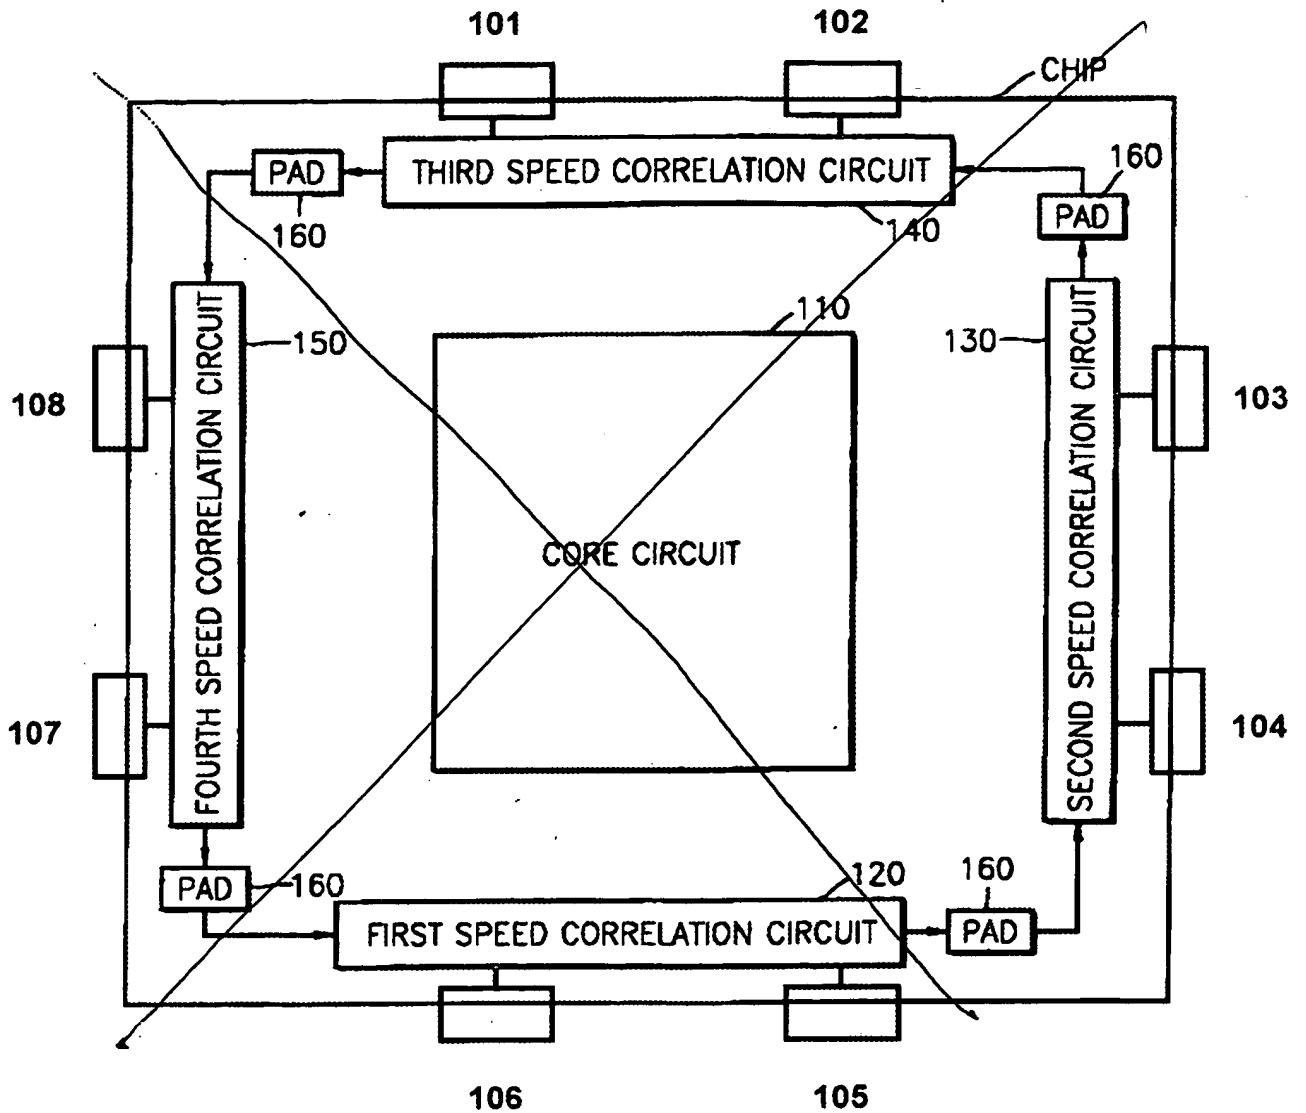 101
102
CHIP
PAD
THIRD SPEED CORRELATION CIRCUIT
160
PAD
160
140
110
150
130
FOURTH SPEED CORRELATION CIRCUIT
SECOND SPEED CORRELATION CIRCUIT
108
103
CORE CIRCUIT
107
104
PAD
160
120
160
FIRST SPEED CORRELATION CIRCUIT
PAD
106
105